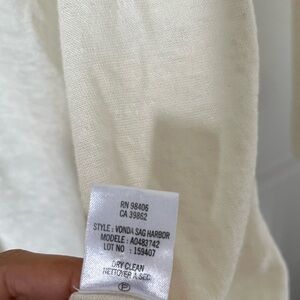 RN 98406
CA 39862
STYLE : VONDA SAG HARBOR
MODELE : A0483742
LOT NO : 159407
DRY CLEAN
NETTOYER À SEC
P